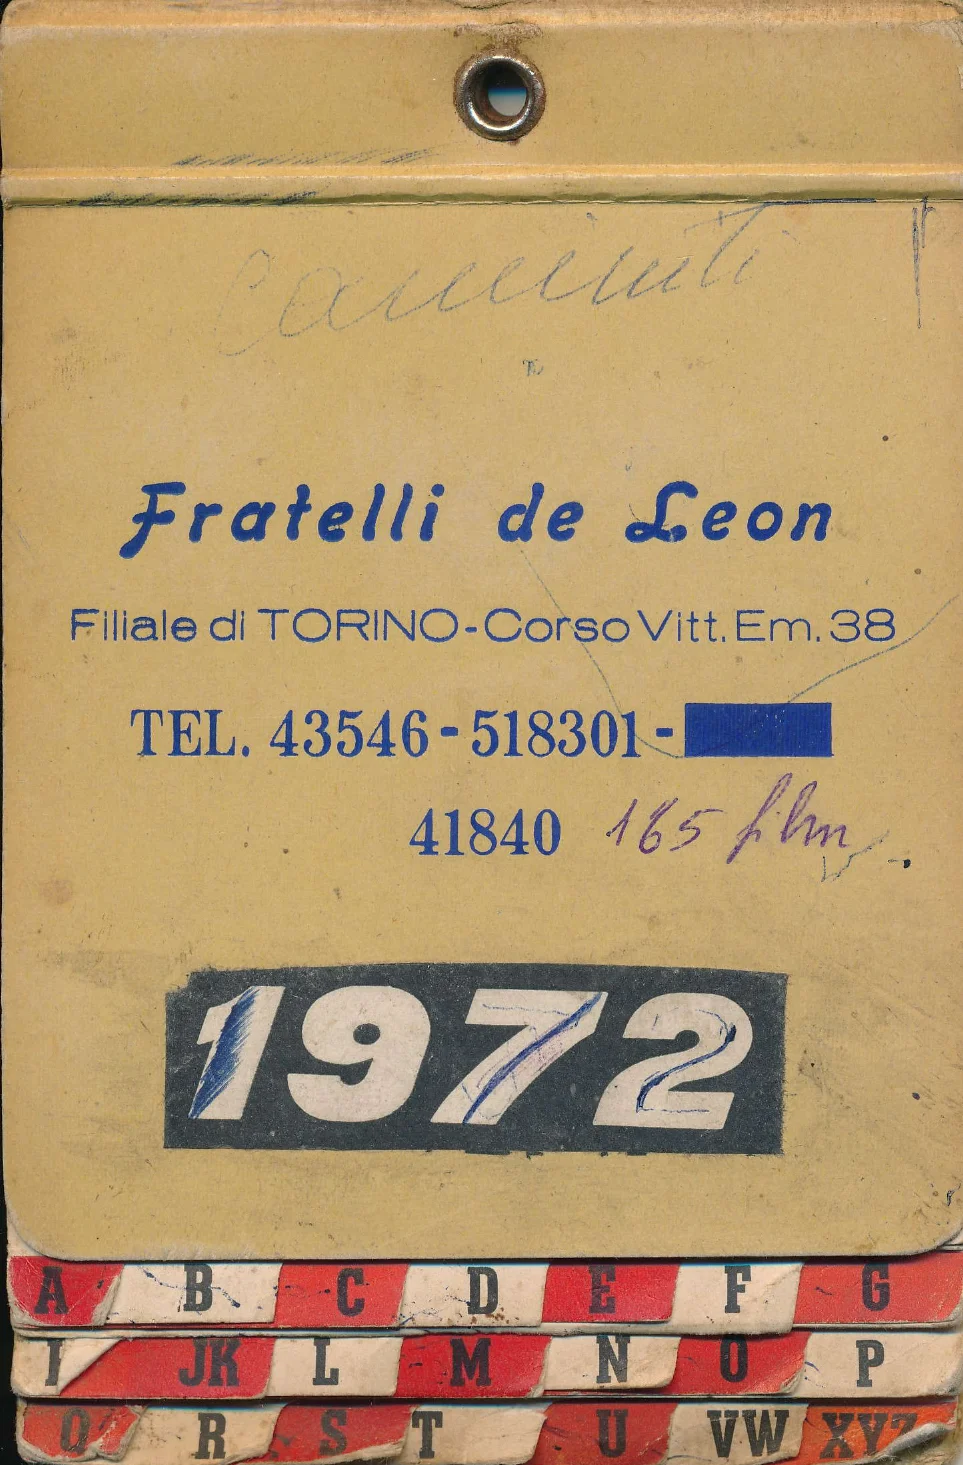 Fratelli de Leon
Filiale di TORINO-Corso Vitt. Em. 38
TEL. 43546-518301-
41840 165 film
1972
A B C D E F G
I JK L M N O P
Q R S T U VW XYZ